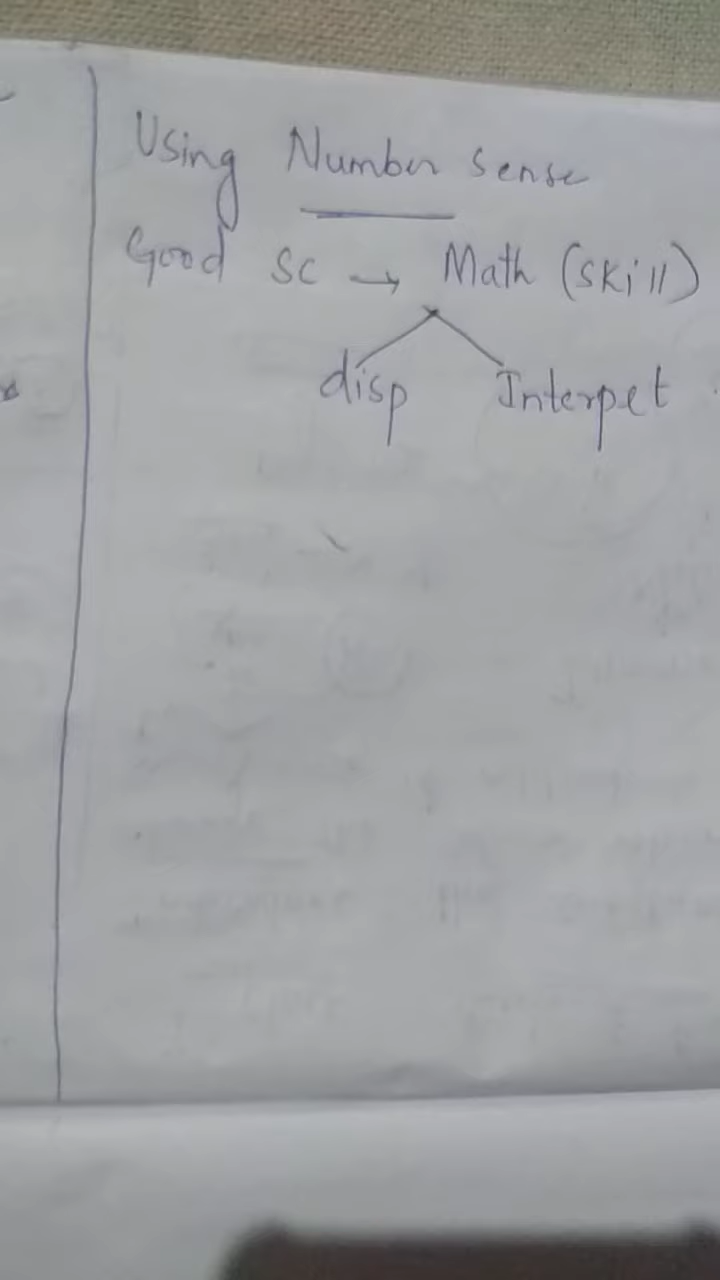 Using Number Sense
Good SC → Math (Skill)
disp Interpet